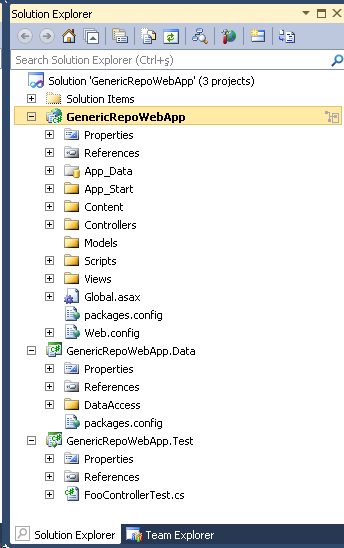 Solution Explorer
Search Solution Explorer (Ctrl+ş)
Solution 'GenericRepoWebApp' (3 projects)
Solution Items
GenericRepoWebApp
Properties
References
App_Data
App_Start
Content
Controllers
Models
Scripts
Views
Global.asax
packages.config
Web.config
GenericRepoWebApp.Data
Properties
References
DataAccess
packages.config
GenericRepoWebApp.Test
Properties
References
FooControllerTest.cs
Solution Explorer Team Explorer